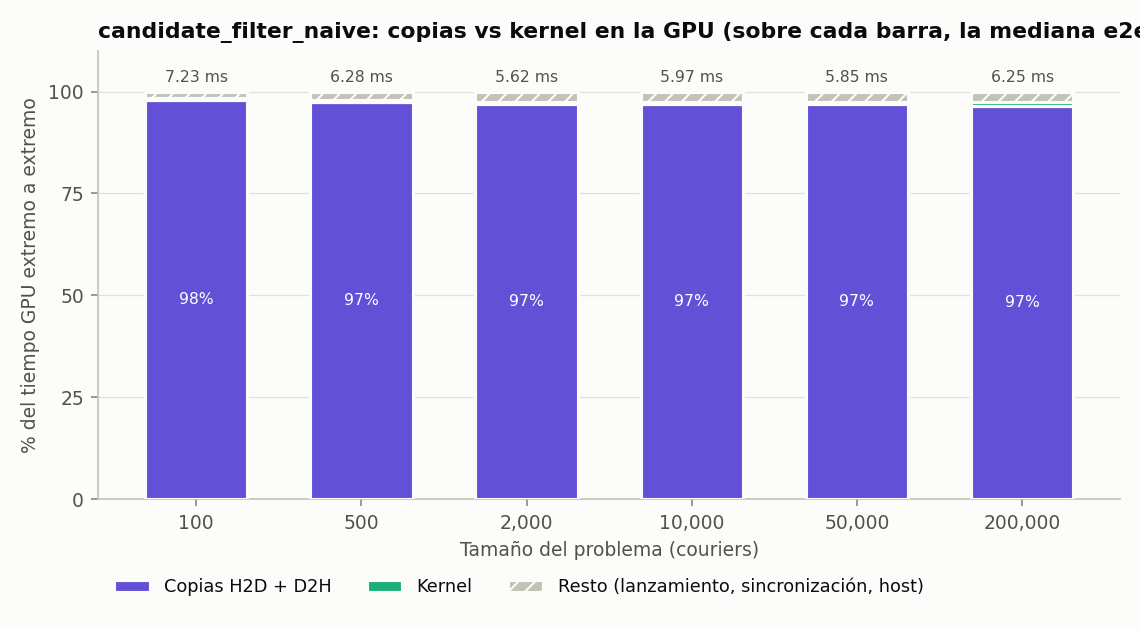 candidate_filter_naive: copias vs kernel en la GPU (sobre cada barra, la mediana e2e
7.23 ms 6.28 ms 5.62 ms 5.97 ms 5.85 ms 6.25 ms
% del tiempo GPU extremo a extremo
100
75
50
25
0
98% 97% 97% 97% 97% 97%
100 500 2,000 10,000 50,000 200,000
Tamaño del problema (couriers)
Copias H2D + D2H Kernel Resto (lanzamiento, sincronización, host)